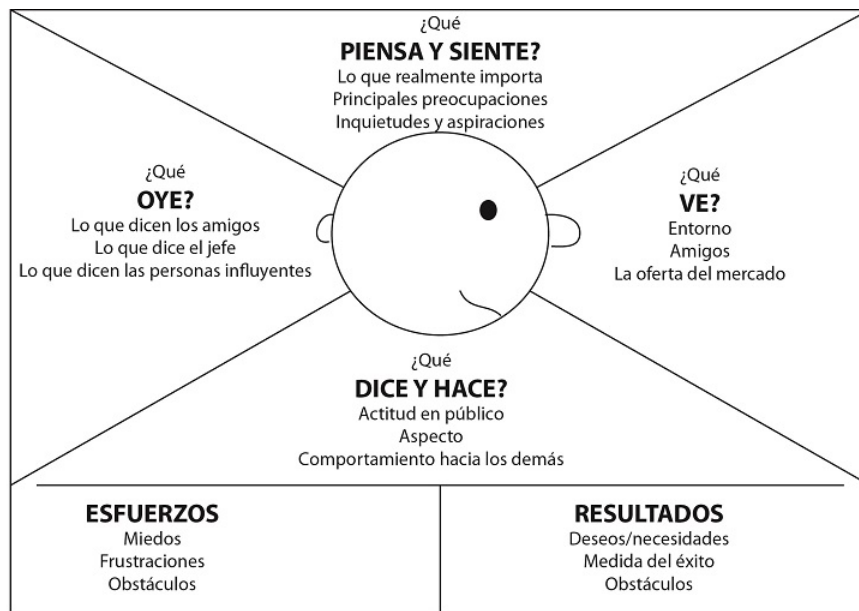 ¿Qué
PIENSA Y SIENTE?
Lo que realmente importa
Principales preocupaciones
Inquietudes y aspiraciones
¿Qué
OYE?
Lo que dicen los amigos
Lo que dice el jefe
Lo que dicen las personas influyentes
¿Qué
VE?
Entorno
Amigos
La oferta del mercado
¿Qué
DICE Y HACE?
Actitud en público
Aspecto
Comportamiento hacia los demás
ESFUERZOS
Miedos
Frustraciones
Obstáculos
RESULTADOS
Deseos/necesidades
Medida del éxito
Obstáculos